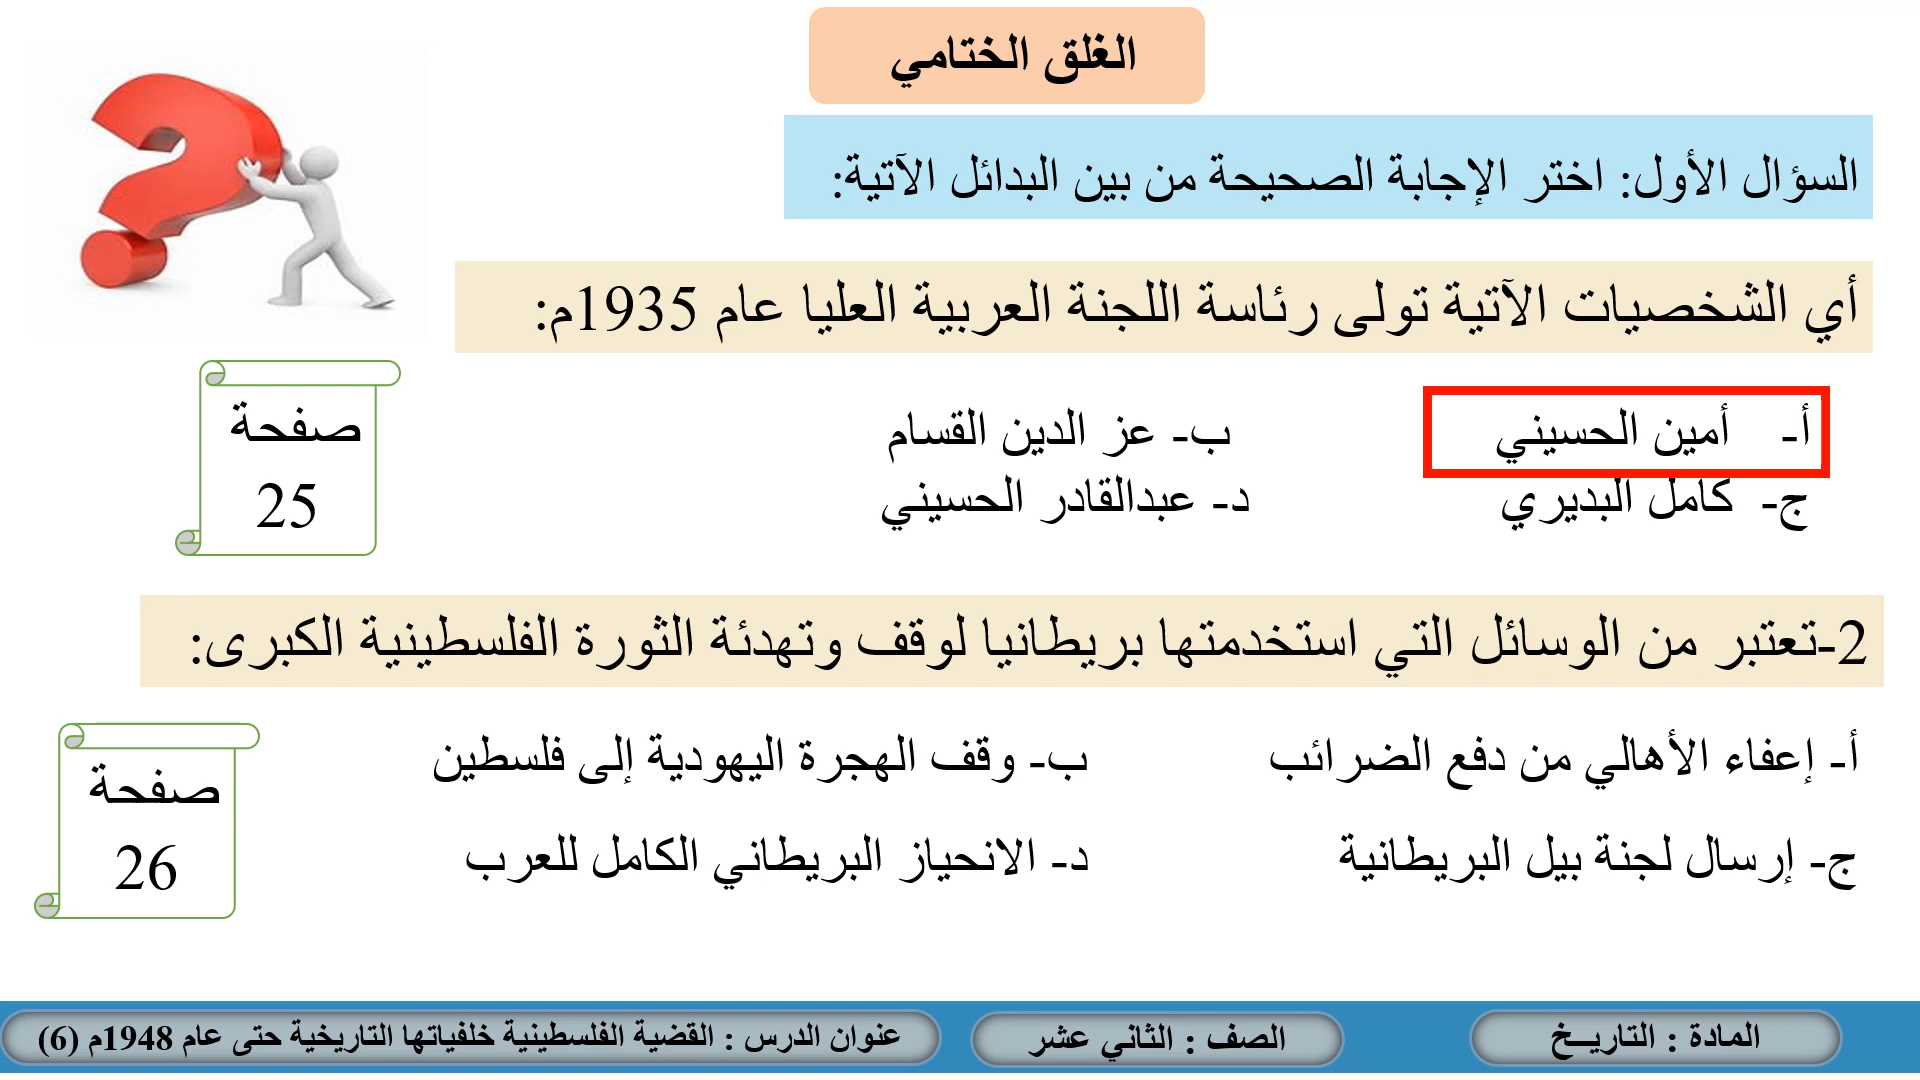 الغلق الختامي
السؤال الأول: اختر الإجابة الصحيحة من بين البدائل الآتية:
أي الشخصيات الآتية تولى رئاسة اللجنة العربية العليا عام 1935م:
أ- أمين الحسيني
ب- عز الدين القسام
ج- كامل البديري
د- عبدالقادر الحسيني
صفحة
25
2-تعتبر من الوسائل التي استخدمتها بريطانيا لوقف وتهدئة الثورة الفلسطينية الكبرى:
أ- إعفاء الأهالي من دفع الضرائب
ب- وقف الهجرة اليهودية إلى فلسطين
ج- إرسال لجنة بيل البريطانية
د- الانحياز البريطاني الكامل للعرب
صفحة
26
المادة : التاريــخ
الصف : الثاني عشر
عنوان الدرس : القضية الفلسطينية خلفياتها التاريخية حتى عام 1948م (6)